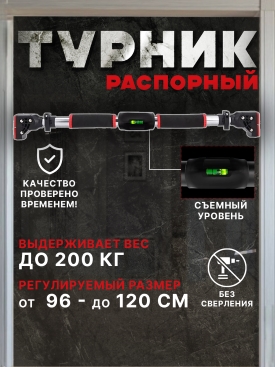 ТУРНИК
РАСПОРНЫЙ
КАЧЕСТВО
ПРОВЕРЕНО
ВРЕМЕНЕМ!
СЪЕМНЫЙ
УРОВЕНЬ
ВЫДЕРЖИВАЕТ ВЕС
ДО 200 КГ
РЕГУЛИРУЕМЫЙ РАЗМЕР
от 96 - до 120 СМ
БЕЗ
СВЕРЛЕНИЯ